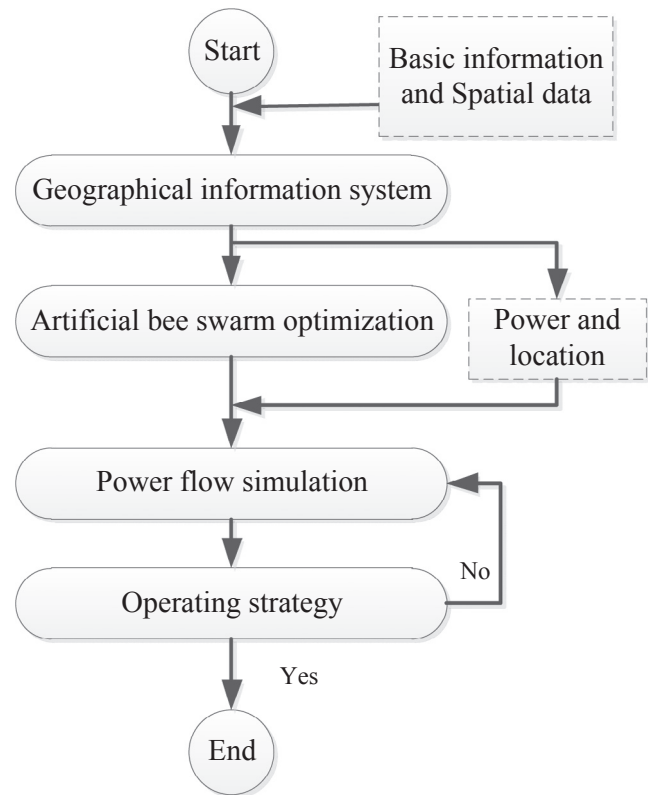 Start
Basic information
and Spatial data
Geographical information system
Artificial bee swarm optimization
Power and
location
Power flow simulation
No
Operating strategy
Yes
End